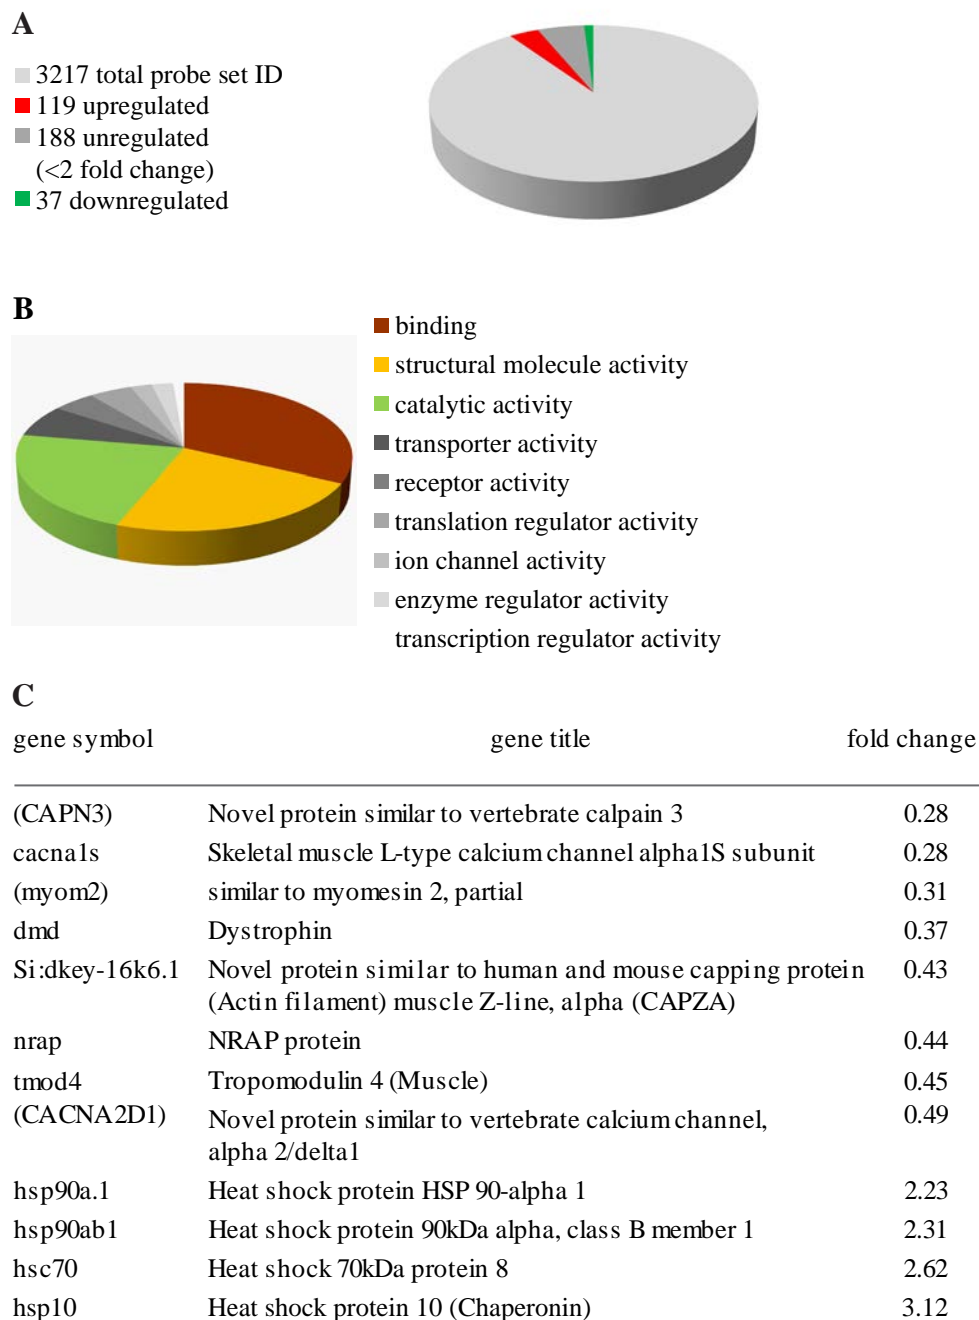 A
3217 total probe set ID
119 upregulated
188 unregulated
(<2 fold change)
37 downregulated
B
binding
structural molecule activity
catalytic activity
transporter activity
receptor activity
translation regulator activity
ion channel activity
enzyme regulator activity
transcription regulator activity
C
gene symbol gene title fold change
(CAPN3) Novel protein similar to vertebrate calpain 3 0.28
cacna1s Skeletal muscle L-type calcium channel alpha1S subunit 0.28
(myom2) similar to myomesin 2, partial 0.31
dmd Dystrophin 0.37
Si:dkey-16k6.1 Novel protein similar to human and mouse capping protein 0.43
(Actin filament) muscle Z-line, alpha (CAPZA)
nrap NRAP protein 0.44
tmod4 Tropomodulin 4 (Muscle) 0.45
(CACNA2D1) Novel protein similar to vertebrate calcium channel, 0.49
alpha 2/delta1
hsp90a.1 Heat shock protein HSP 90-alpha 1 2.23
hsp90ab1 Heat shock protein 90kDa alpha, class B member 1 2.31
hsc70 Heat shock 70kDa protein 8 2.62
hsp10 Heat shock protein 10 (Chaperonin) 3.12